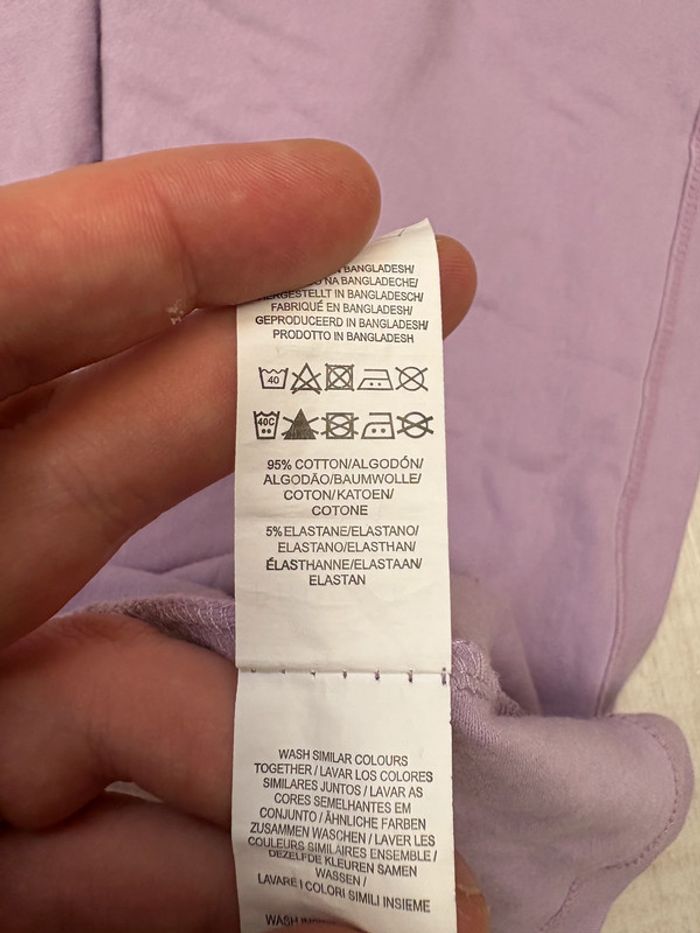 BANGLADESH/
NA BANGLADECHE/
HERGESTELLT IN BANGLADESCH/
FABRIQUÉ EN BANGLADESH/
GEPRODUCEERD IN BANGLADESH/
PRODOTTO IN BANGLADESH
40
40C
95% COTTON/ALGODÓN/
ALGODÃO/BAUMWOLLE/
COTON/KATOEN/
COTONE
5% ELASTANE/ELASTANO/
ELASTANO/ELASTHAN/
ÉLASTHANNE/ELASTAAN/
ELASTAN
WASH SIMILAR COLOURS
TOGETHER / LAVAR LOS COLORES
SIMILARES JUNTOS / LAVAR AS
CORES SEMELHANTES EM
CONJUNTO / ÄHNLICHE FARBEN
ZUSAMMEN WASCHEN / LAVER LES
COULEURS SIMILAIRES ENSEMBLE /
DEZELFDE KLEUREN SAMEN
WASSEN /
LAVARE I COLORI SIMILI INSIEME
WASH